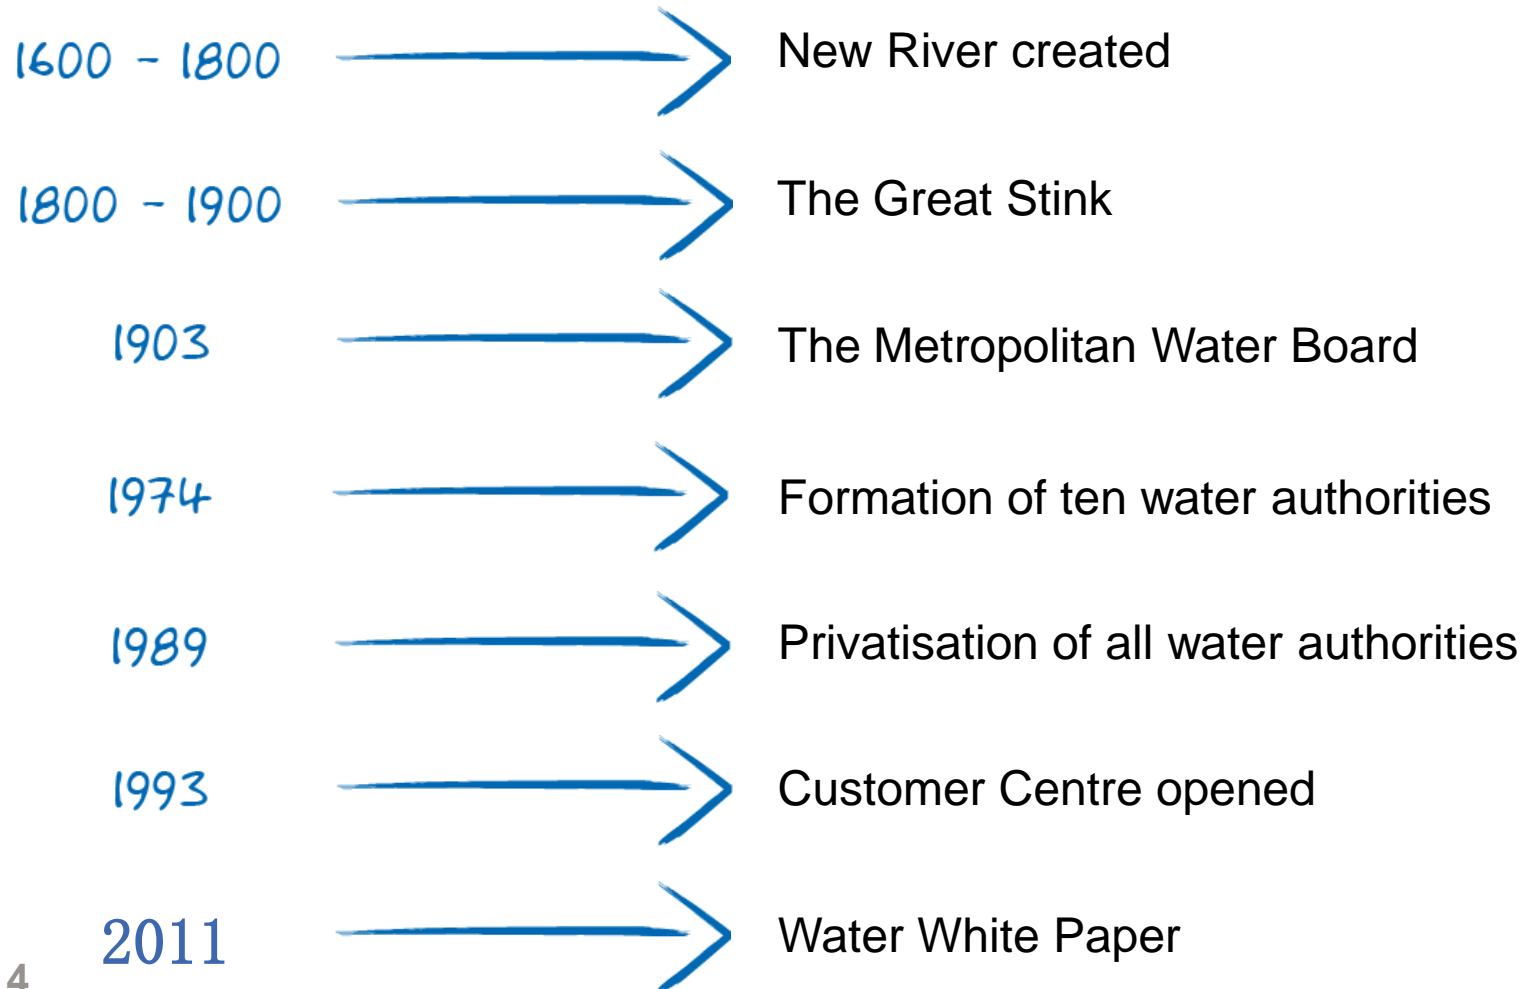 1600 - 1800 New River created
1800 - 1900 The Great Stink
1903 The Metropolitan Water Board
1974 Formation of ten water authorities
1989 Privatisation of all water authorities
1993 Customer Centre opened
2011 Water White Paper
4